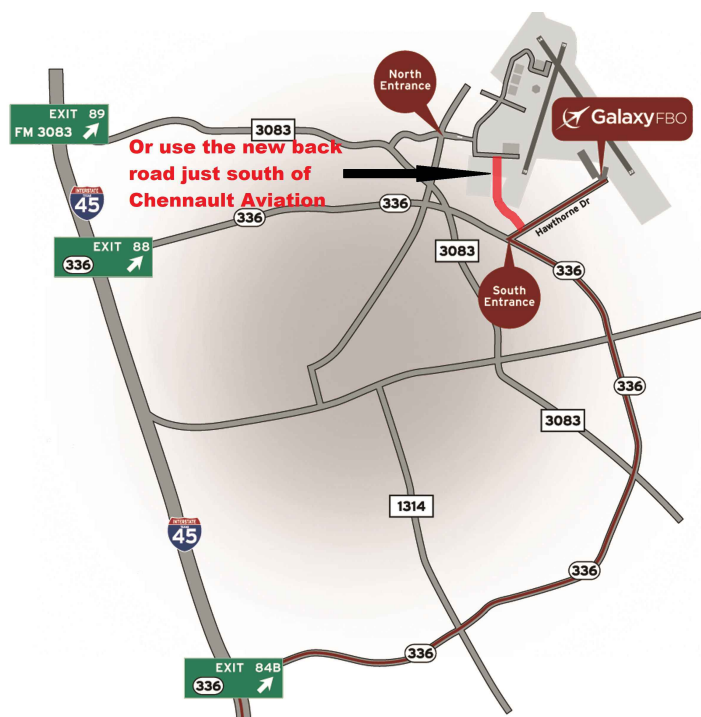 North
Entrance
EXIT 89
FM 3083
GalaxyFBO
3083
Or use the new back
road just south of
Chennault Aviation
INTERSTATE
45
336
336
Hawthorne Dr
EXIT 88
336
3083
336
South
Entrance
336
3083
1314
INTERSTATE
45
336
336
EXIT 84B
336